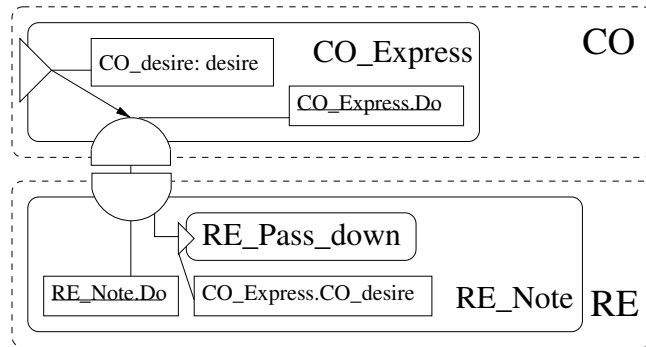 CO_desire: desire
CO_Express
CO
CO_Express.Do
RE_Pass_down
RE_Note.Do
CO_Express.CO_desire
RE_Note
RE